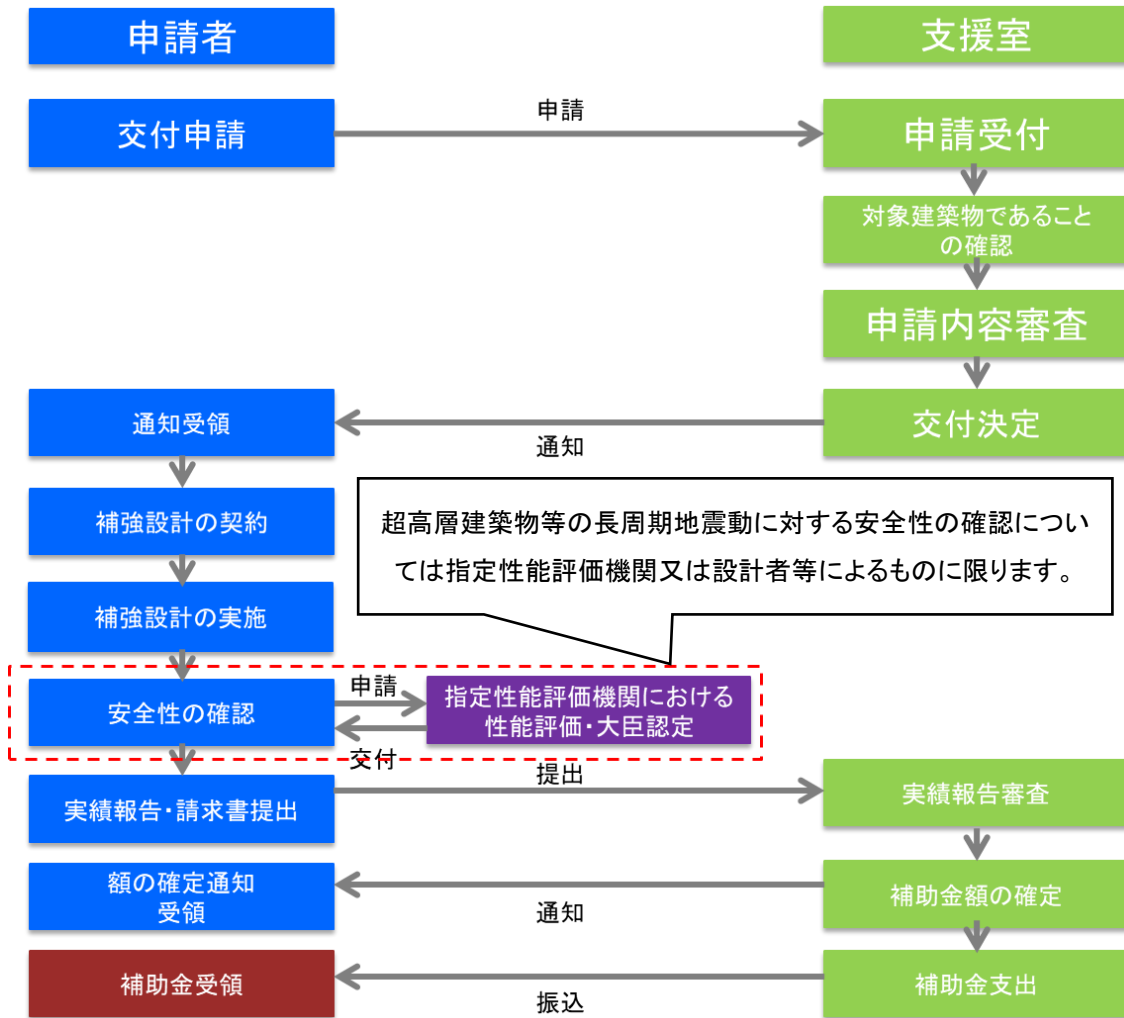 申請者
支援室
交付申請
申請
申請受付
対象建築物であること
の確認
申請内容審査
通知受領
通知
交付決定
補強設計の契約
超高層建築物等の長周期地震動に対する安全性の確認につい
ては指定性能評価機関又は設計者等によるものに限ります。
補強設計の実施
安全性の確認
申請
交付
指定性能評価機関における
性能評価・大臣認定
実績報告・請求書提出
提出
実績報告審査
額の確定通知
受領
通知
補助金額の確定
補助金受領
振込
補助金支出